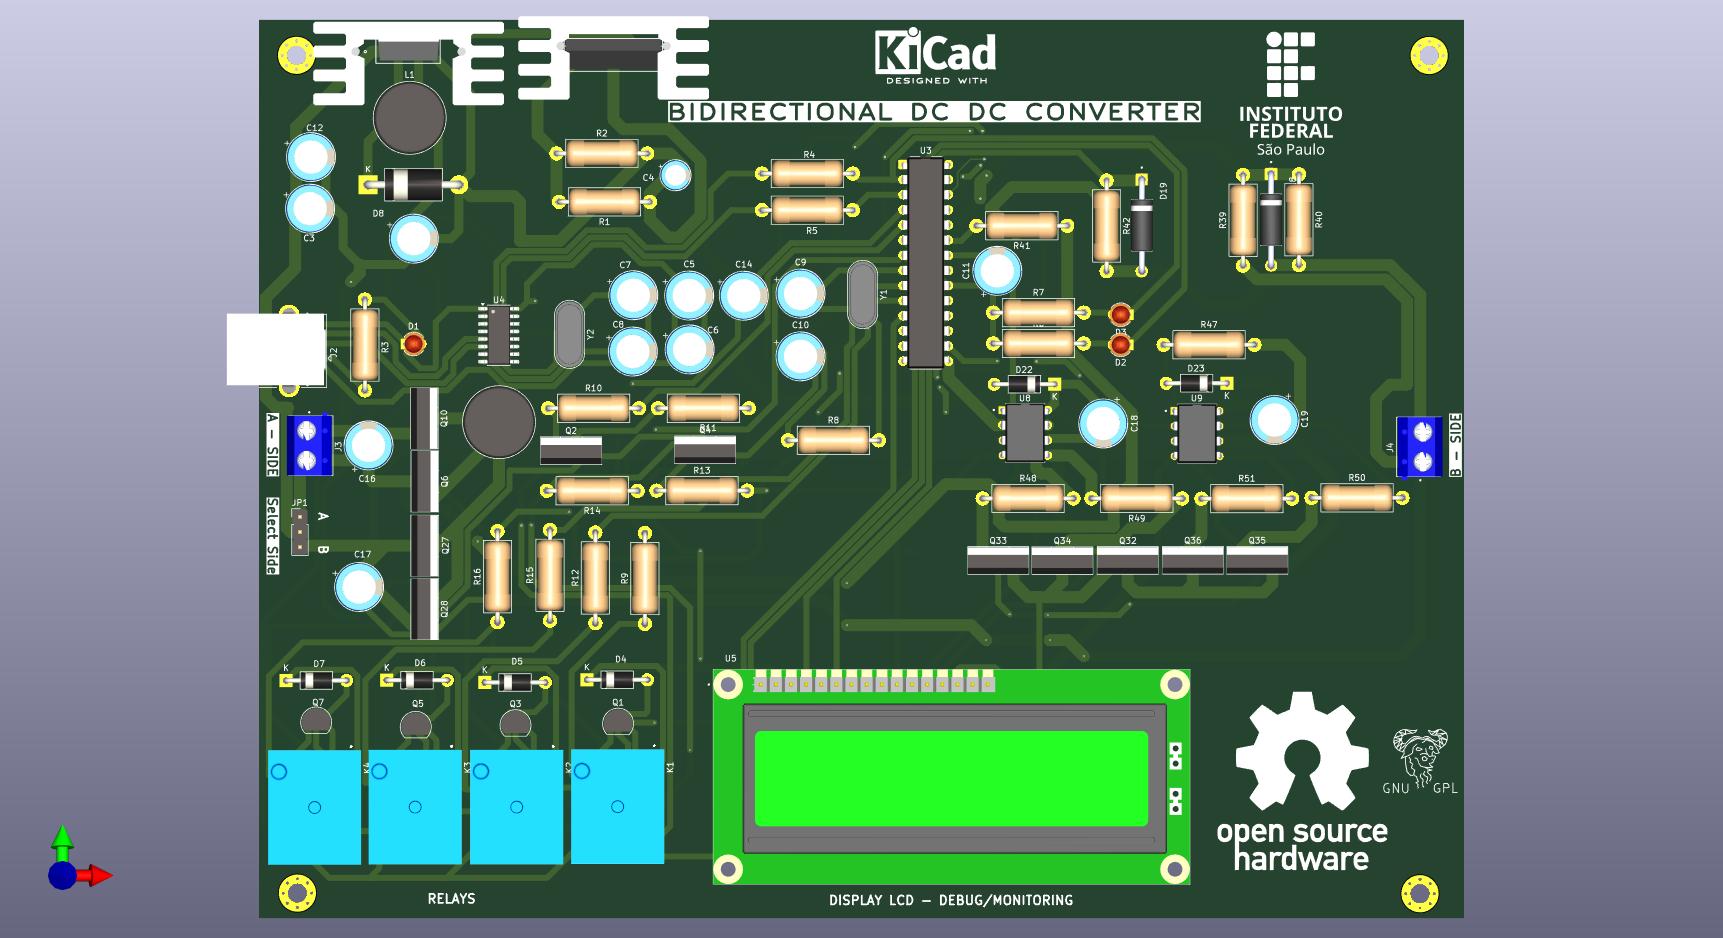 KiCad
DESIGNED WITH
BIDIRECTIONAL DC DC CONVERTER
INSTITUTO
FEDERAL
São Paulo
L1
C12
K
D8
C3
R2
C4
R1
R4
R5
U3
D19
R42
R39
R40
R41
C11
C7
C5
C14
C9
Y1
R7
U4
Y2
C8
C6
C10
D2
R47
J2
R3
D1
D22
K
U8
D23
K
U9
C18
C19
A - SIDE
J3
C16
Q10
Q6
R10
Q2
R13
R14
R8
J4
B - SIDE
R48
R49
R51
R50
Select Side
JP1
A
B
C17
Q27
Q28
R16
R15
R12
R9
Q33
Q34
Q32
Q36
Q35
K
D7
K
D6
K
D5
K
D4
Q7
Q5
Q3
Q1
K4
K3
K2
K1
U5
GNU GPL
open source
hardware
RELAYS
DISPLAY LCD - DEBUG/MONITORING